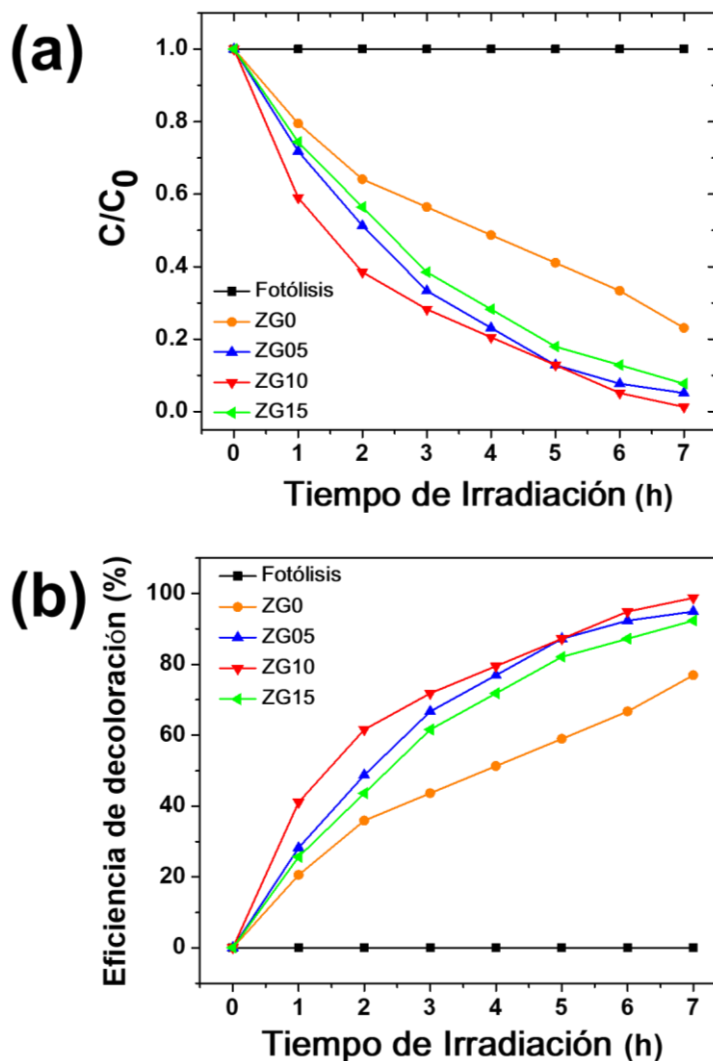 (a)
C/C0
1.0
0.8
0.6
0.4
0.2
0.0
Fotólisis
ZG0
ZG05
ZG10
ZG15
0 1 2 3 4 5 6 7
Tiempo de Irradiación (h)
(b)
Eficiencia de decoloración (%)
100
80
60
40
20
0
Fotólisis
ZG0
ZG05
ZG10
ZG15
0 1 2 3 4 5 6 7
Tiempo de Irradiación (h)